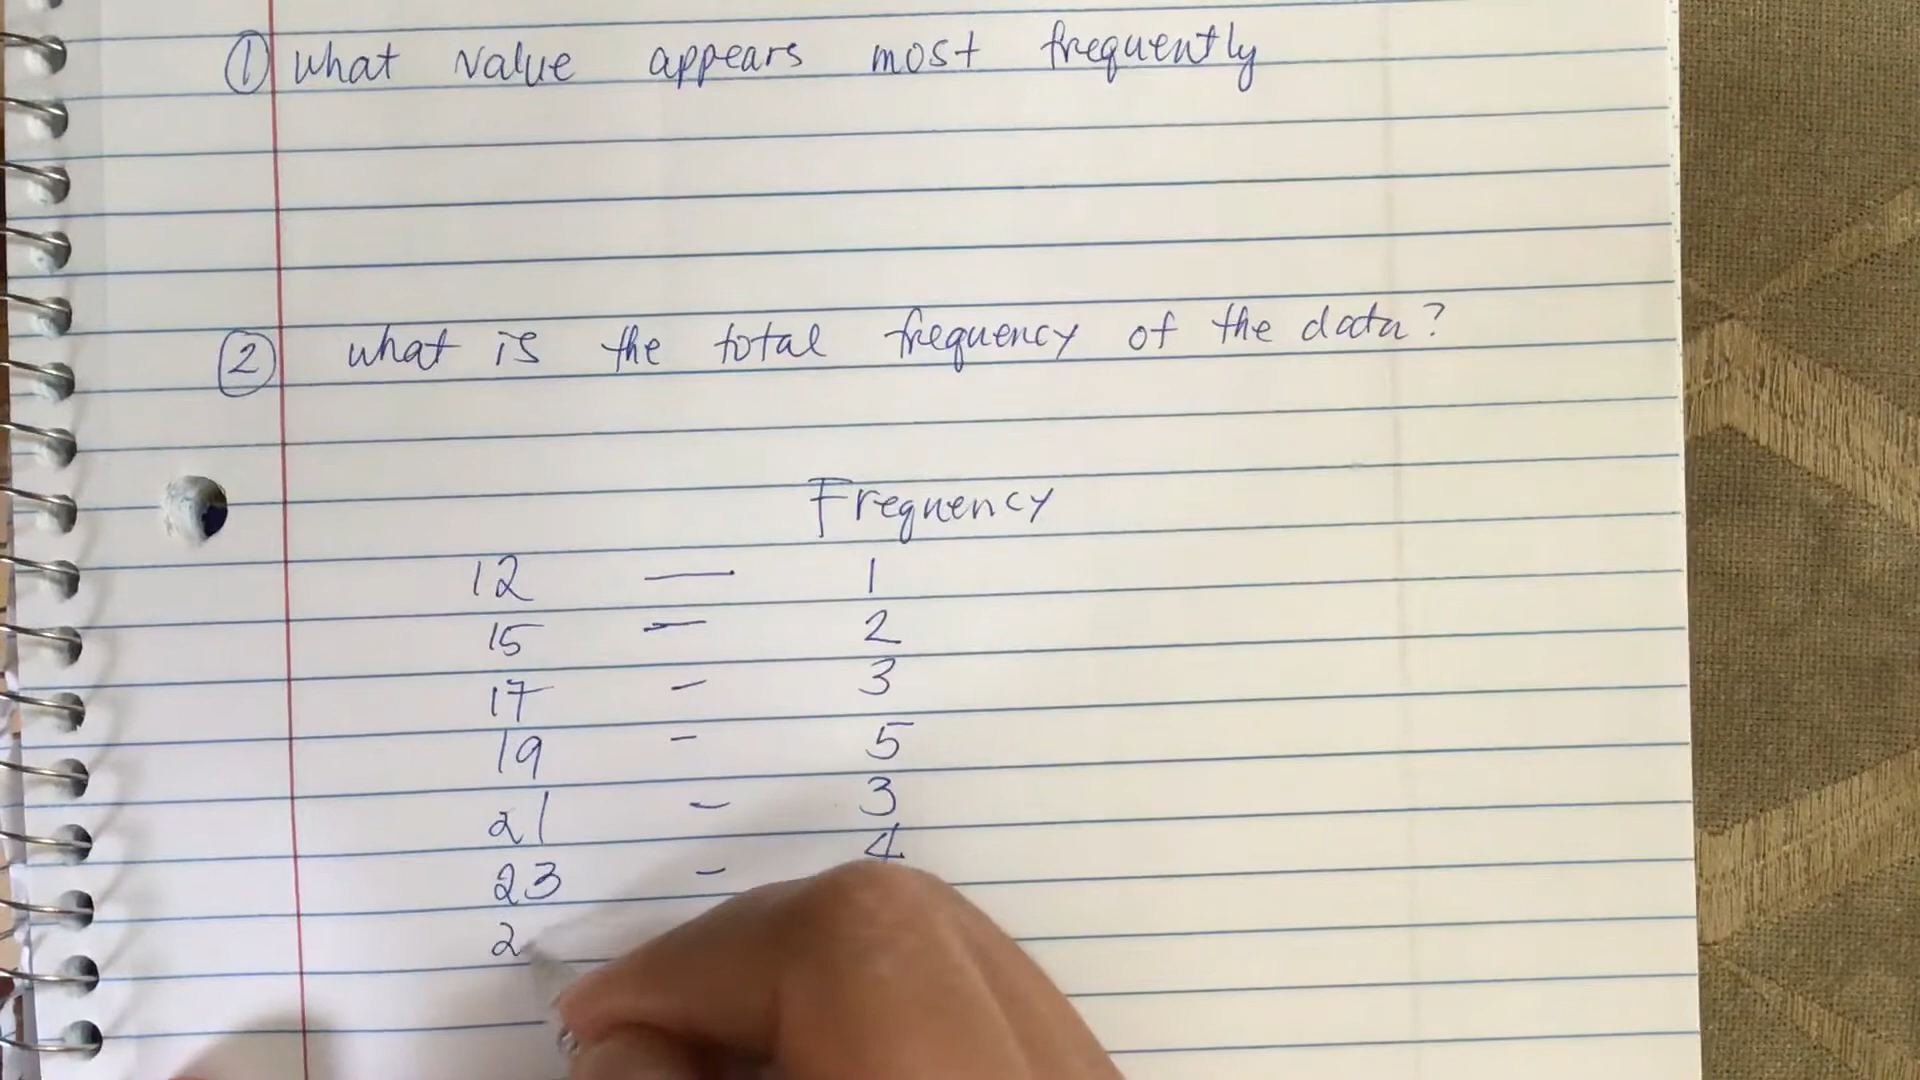 ① what value appears most frequently
② what is the total frequency of the data?
Frequency
12 — 1
15 — 2
17 - 3
19 - 5
21 - 3
23 - 4
2